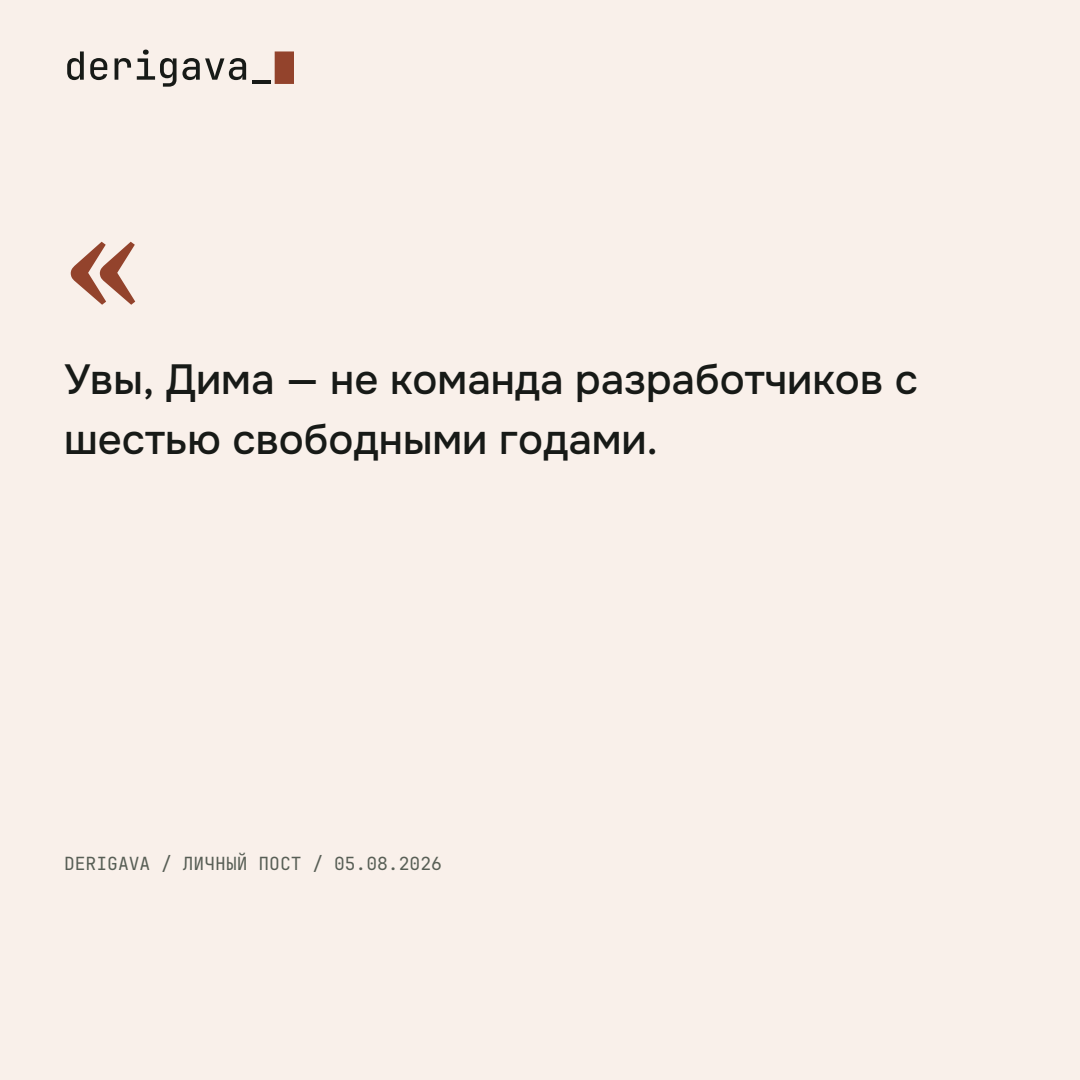 derigava_
«
Увы, Дима — не команда разработчиков с
шестью свободными годами.
DERIGAVA / ЛИЧНЫЙ ПОСТ / 05.08.2026